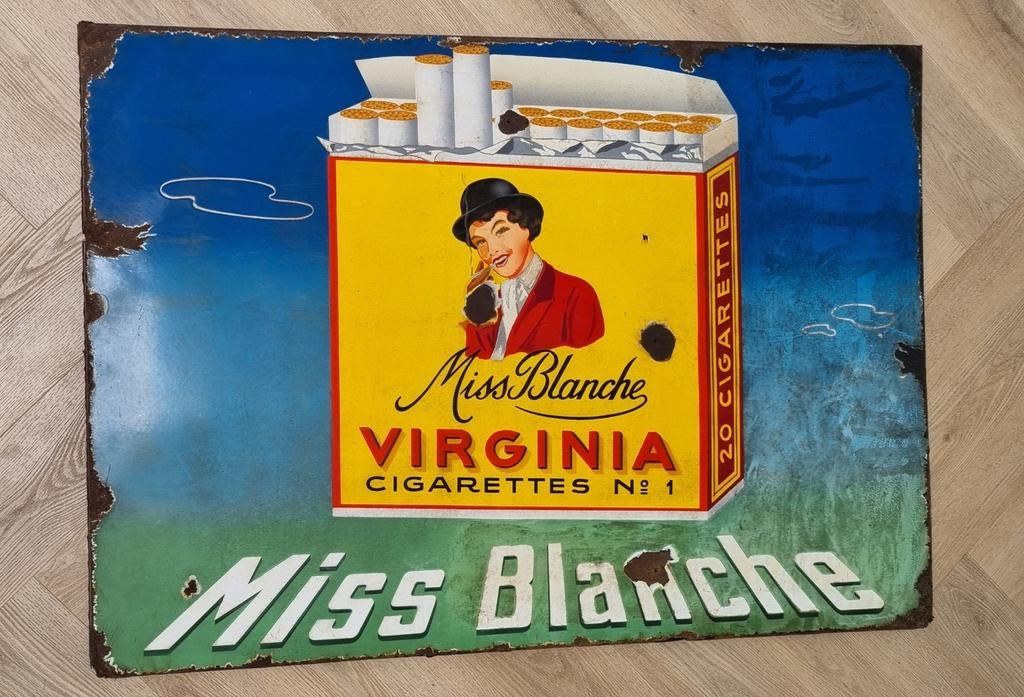 Miss Blanche
VIRGINIA
CIGARETTES Nº 1
20 CIGARETTES
Miss Blanche